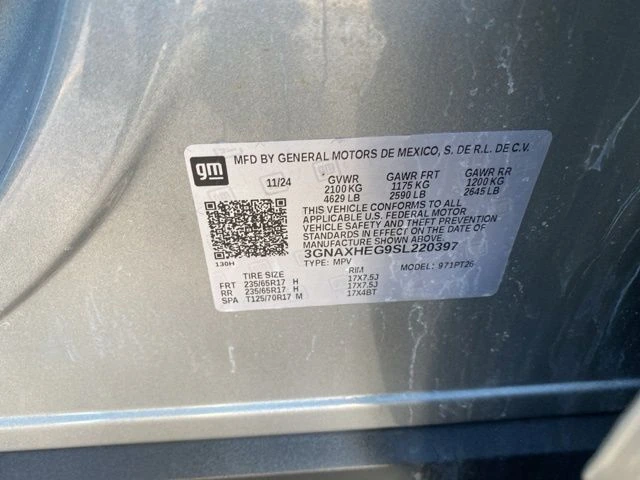 gm MFD BY GENERAL MOTORS DE MEXICO, S. DE R.L. DE C.V.
11/24 GVWR GAWR FRT GAWR RR
2100 KG 1175 KG 1200 KG
4629 LB 2590 LB 2645 LB
THIS VEHICLE CONFORMS TO ALL
APPLICABLE U.S. FEDERAL MOTOR
VEHICLE SAFETY AND THEFT PREVENTION
STANDARDS IN EFFECT ON THE DATE OF
MANUFACTURE SHOWN ABOVE.
3GNAXHEG9SL220397
130H TYPE: MPV MODEL: 971PT26
TIRE SIZE RIM
FRT 235/65R17 H 17X7.5J
RR 235/65R17 H 17X7.5J
SPA T125/70R17 M 17X4BT